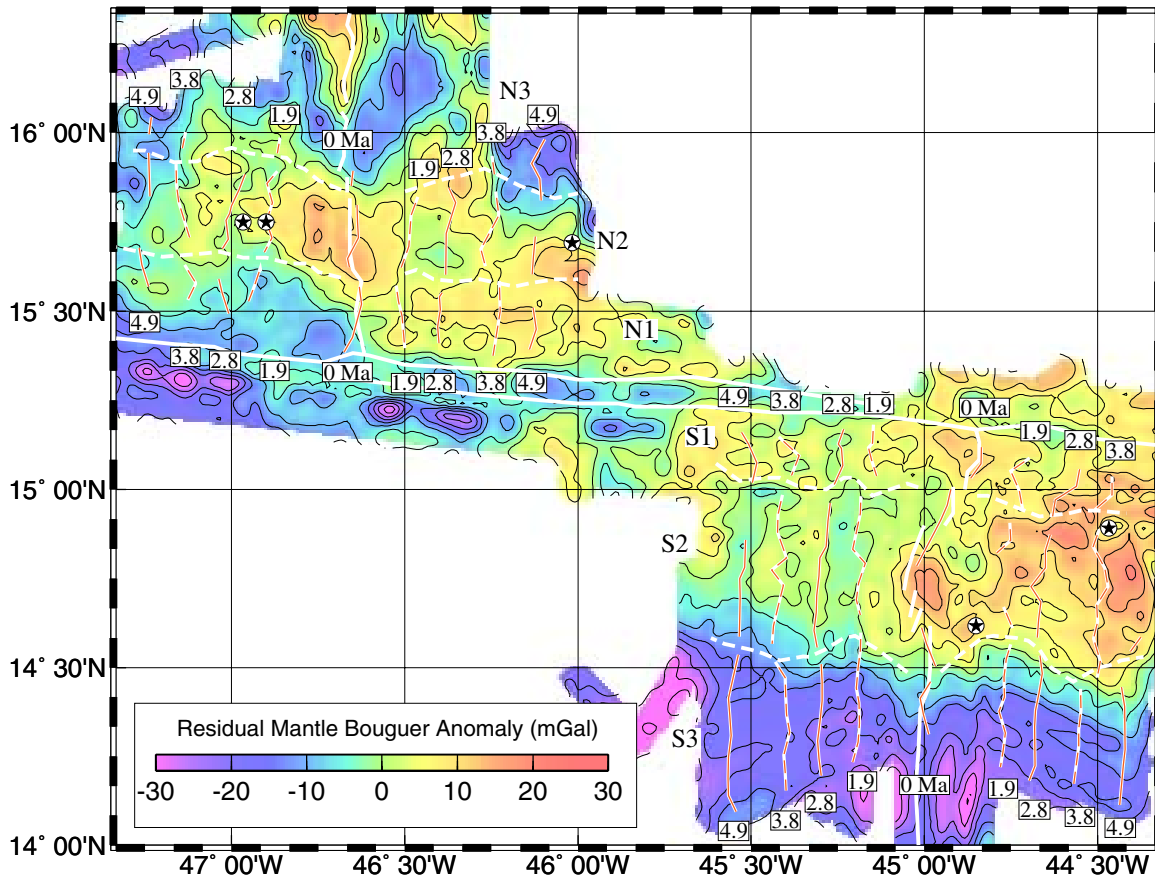 N3
3.8
4.9
2.8
1.9
4.9
16° 00'N
0 Ma
3.8
2.8
1.9
N2
15° 30'N
4.9
N1
3.8
2.8
1.9
0 Ma
1.9
2.8
3.8
4.9
4.9
3.8
2.8
1.9
0 Ma
1.9
2.8
3.8
S1
15° 00'N
S2
14° 30'N
S3
Residual Mantle Bouguer Anomaly (mGal)
-30 -20 -10 0 10 20 30
4.9
3.8
2.8
1.9
0 Ma
1.9
2.8
3.8
4.9
14° 00'N
47° 00'W 46° 30'W 46° 00'W 45° 30'W 45° 00'W 44° 30'W